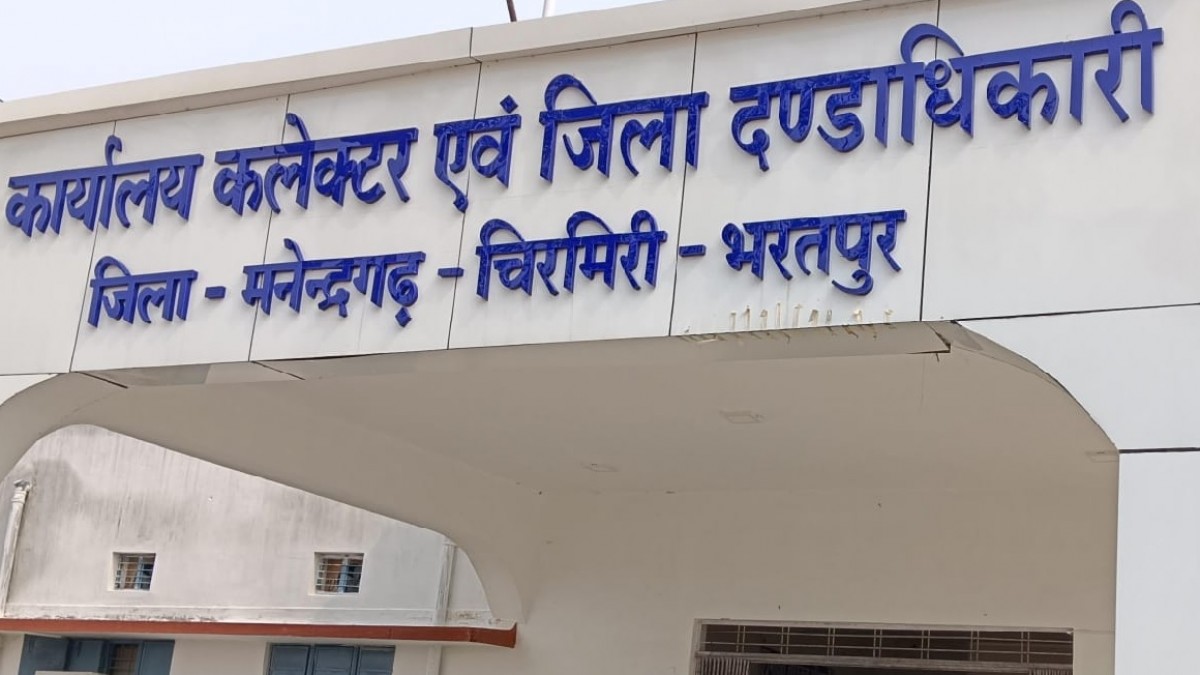 कार्यालय कलेक्टर एवं जिला दण्डाधिकारी
जिला - मनेन्द्रगढ़ - चिरमिरी - भरतपुर